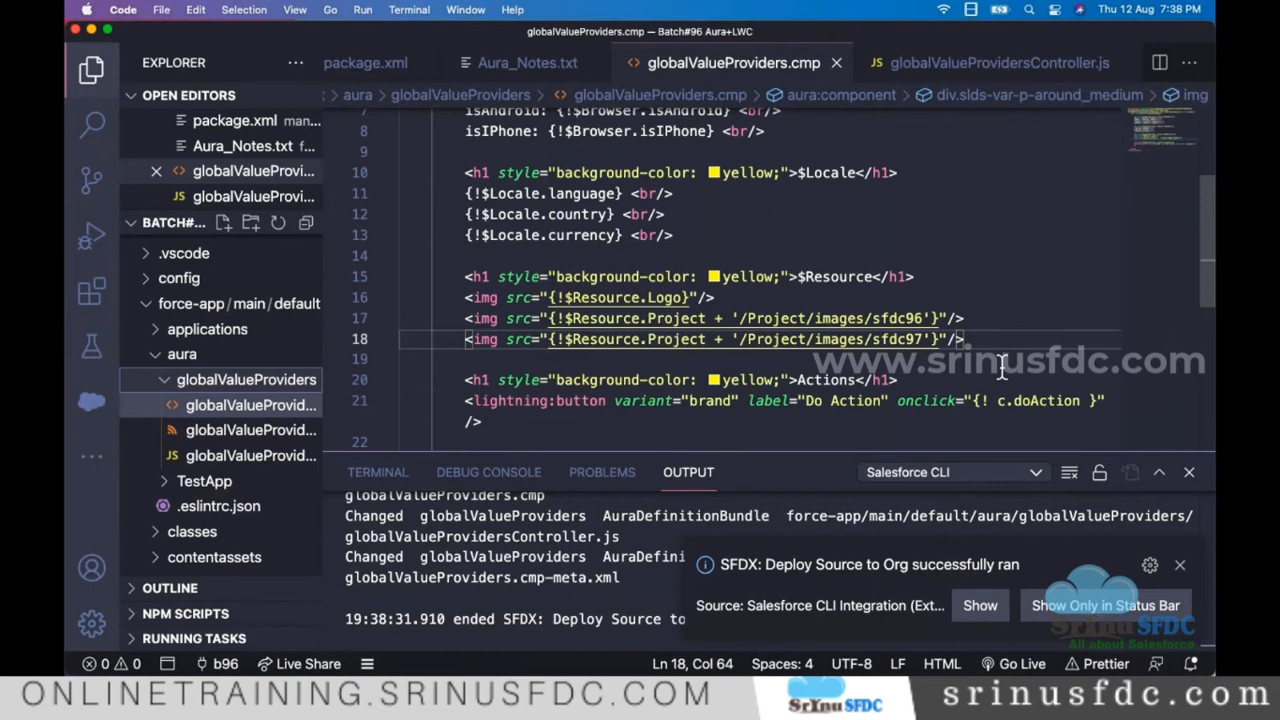 Code File Edit Selection View Go Run Terminal Window Help Thu 12 Aug 7:38 PM
globalValueProviders.cmp — Batch#96 Aura+LWC
EXPLORER
package.xml Aura_Notes.txt globalValueProviders.cmp globalValueProvidersController.js
OPEN EDITORS
aura > globalValueProviders > globalValueProviders.cmp > aura:component > div.slds-var-p-around_medium > img
package.xml man...
Aura_Notes.txt f...
globalValueProvi...
globalValueProvi...
BATCH#...
.vscode
config
force-app/main/default
applications
aura
globalValueProviders
globalValueProvid...
globalValueProvid...
globalValueProvid...
TestApp
.eslintrc.json
classes
contentassets
OUTLINE
NPM SCRIPTS
RUNNING TASKS
7 isAndroid: {!$Browser.isAndroid} <br/>
8 isIPhone: {!$Browser.isIPhone} <br/>
9
10 <h1 style="background-color: yellow;">$Locale</h1>
11 {!$Locale.language} <br/>
12 {!$Locale.country} <br/>
13 {!$Locale.currency} <br/>
14
15 <h1 style="background-color: yellow;">$Resource</h1>
16 <img src="{!$Resource.Logo}"/>
17 <img src="{!$Resource.Project + '/Project/images/sfdc96'}"/>
18 <img src="{!$Resource.Project + '/Project/images/sfdc97'}"/>
19
www.srinusfdc.com
20 <h1 style="background-color: yellow;">Actions</h1>
21 <lightning:button variant="brand" label="Do Action" onclick="{! c.doAction }"
/>
22
TERMINAL DEBUG CONSOLE PROBLEMS OUTPUT Salesforce CLI
globalValueProviders.cmp
Changed globalValueProviders AuraDefinitionBundle force-app/main/default/aura/globalValueProviders/
globalValueProvidersController.js
Changed globalValueProviders AuraDefini
globalValueProviders.cmp-meta.xml
19:38:31.910 ended SFDX: Deploy Source to
SFDX: Deploy Source to Org successfully ran
Source: Salesforce CLI Integration (Ext... Show Show Only in Status Bar
SrinuSFDC
All about Salesforce
0 0 b96 Live Share Ln 18, Col 64 Spaces: 4 UTF-8 LF HTML Go Live Prettier
ONLINETRAINING.SRINUSFDC.COM SrinuSFDC srinusfdc.com